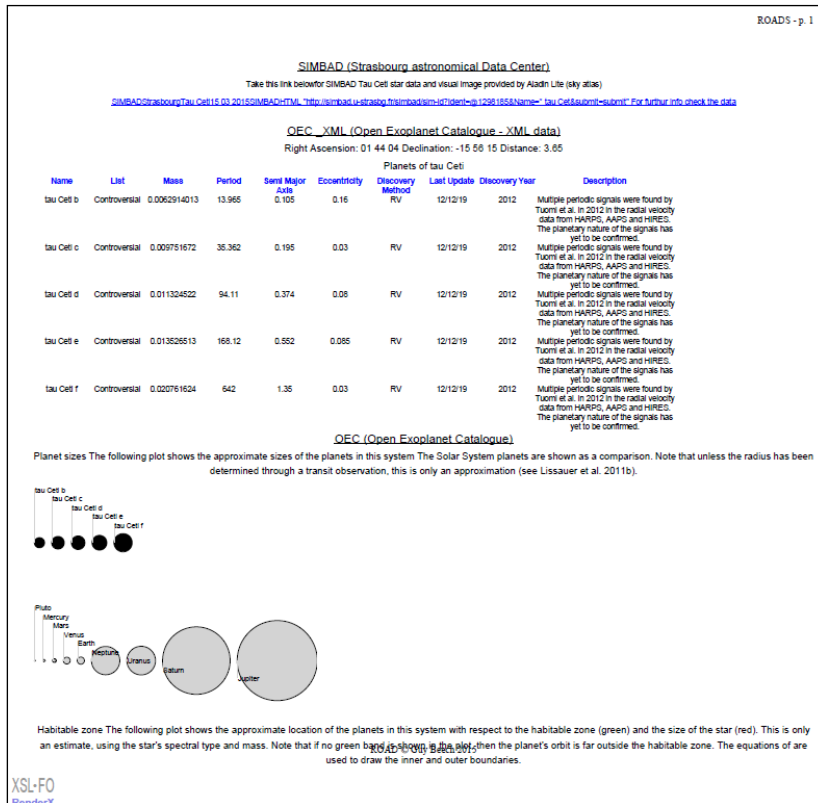 ROADS - p. 1
SIMBAD (Strasbourg astronomical Data Center)
Take this link belowfor SIMBAD Tau Ceti star data and visual image provided by Aladin Lite (sky atlas)
SIMBADStrasbourgTau Ceti15 03 2015SIMBADHTML "http://simbad.u-strasbg.fr/simbad/sim-id?Ident=@1298185&Name=* tau Cet&submit=submit" For furthur info check the data
OEC _XML (Open Exoplanet Catalogue - XML data)
Right Ascension: 01 44 04 Declination: -15 56 15 Distance: 3.65
Planets of tau Ceti
Name List Mass Period Semi Major Axis Eccentricity Discovery Method Last Update Discovery Year Description
tau Ceti b Controversial 0.0062914013 13.965 0.105 0.16 RV 12/12/19 2012 Multiple periodic signals were found by
Tuomi et al. in 2012 in the radial velocity
data from HARPS, AAPS and HIRES.
The planetary nature of the signals has
yet to be confirmed.
tau Ceti c Controversial 0.009751672 35.362 0.195 0.03 RV 12/12/19 2012 Multiple periodic signals were found by
Tuomi et al. in 2012 in the radial velocity
data from HARPS, AAPS and HIRES.
The planetary nature of the signals has
yet to be confirmed.
tau Ceti d Controversial 0.011324522 94.11 0.374 0.08 RV 12/12/19 2012 Multiple periodic signals were found by
Tuomi et al. in 2012 in the radial velocity
data from HARPS, AAPS and HIRES.
The planetary nature of the signals has
yet to be confirmed.
tau Ceti e Controversial 0.013526513 168.12 0.552 0.085 RV 12/12/19 2012 Multiple periodic signals were found by
Tuomi et al. in 2012 in the radial velocity
data from HARPS, AAPS and HIRES.
The planetary nature of the signals has
yet to be confirmed.
tau Ceti f Controversial 0.020761624 642 1.35 0.03 RV 12/12/19 2012 Multiple periodic signals were found by
Tuomi et al. in 2012 in the radial velocity
data from HARPS, AAPS and HIRES.
The planetary nature of the signals has
yet to be confirmed.
OEC (Open Exoplanet Catalogue)
Planet sizes The following plot shows the approximate sizes of the planets in this system The Solar System planets are shown as a comparison. Note that unless the radius has been
determined through a transit observation, this is only an approximation (see Lissauer et al. 2011b).
tau Ceti b
tau Ceti c
tau Ceti d
tau Ceti e
tau Ceti f
Pluto
Mercury
Mars
Venus
Earth
Neptune
Uranus
Saturn
Jupiter
Habitable zone The following plot shows the approximate location of the planets in this system with respect to the habitable zone (green) and the size of the star (red). This is only
an estimate, using the star's spectral type and mass. Note that if no green band is shown in the plot, then the planet's orbit is far outside the habitable zone. The equations of are
ROAD © Guy Beech 2015
used to draw the inner and outer boundaries.
XSL•FO
RenderX